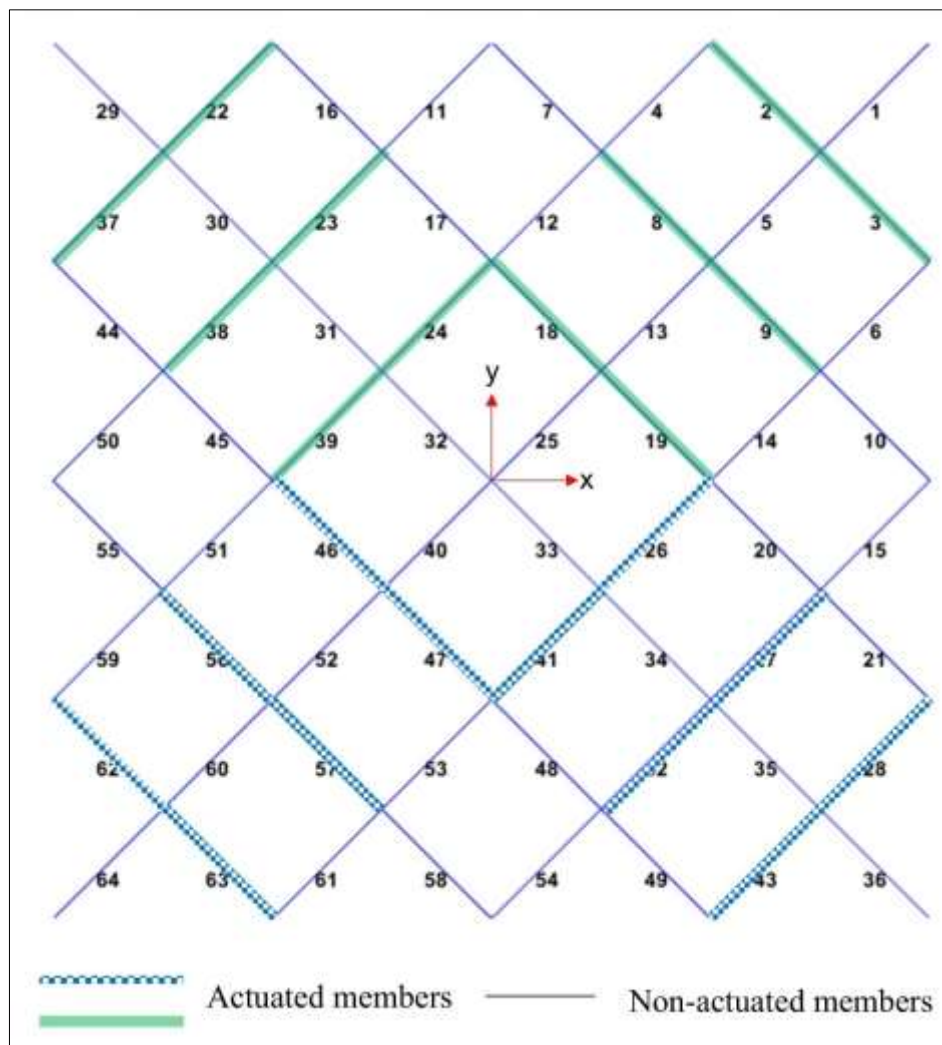 29 22 16 11 7 4 2 1
37 30 23 17 12 8 5 3
44 38 31 24 18 13 9 6
y
50 45 39 32 25 19 14 10
x
55 51 46 40 33 26 20 15
59 56 52 47 41 34 27 21
62 60 57 53 48 42 35 28
64 63 61 58 54 49 43 36
Actuated members Non-actuated members